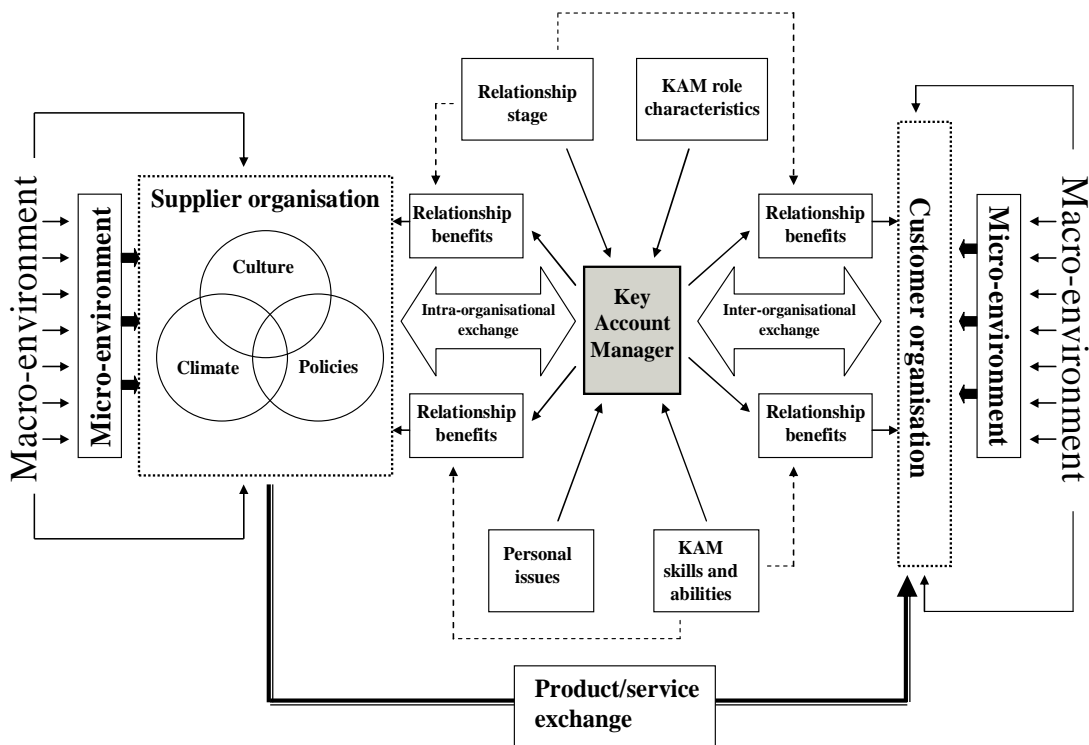 Relationship
stage
KAM role
characteristics
Macro-environment
Micro-environment
Supplier organisation
Culture
Climate
Policies
Relationship
benefits
Intra-organisational
exchange
Relationship
benefits
Key
Account
Manager
Relationship
benefits
Inter-organisational
exchange
Relationship
benefits
Customer organisation
Micro-environment
Macro-environment
Personal
issues
KAM
skills and
abilities
Product/service
exchange